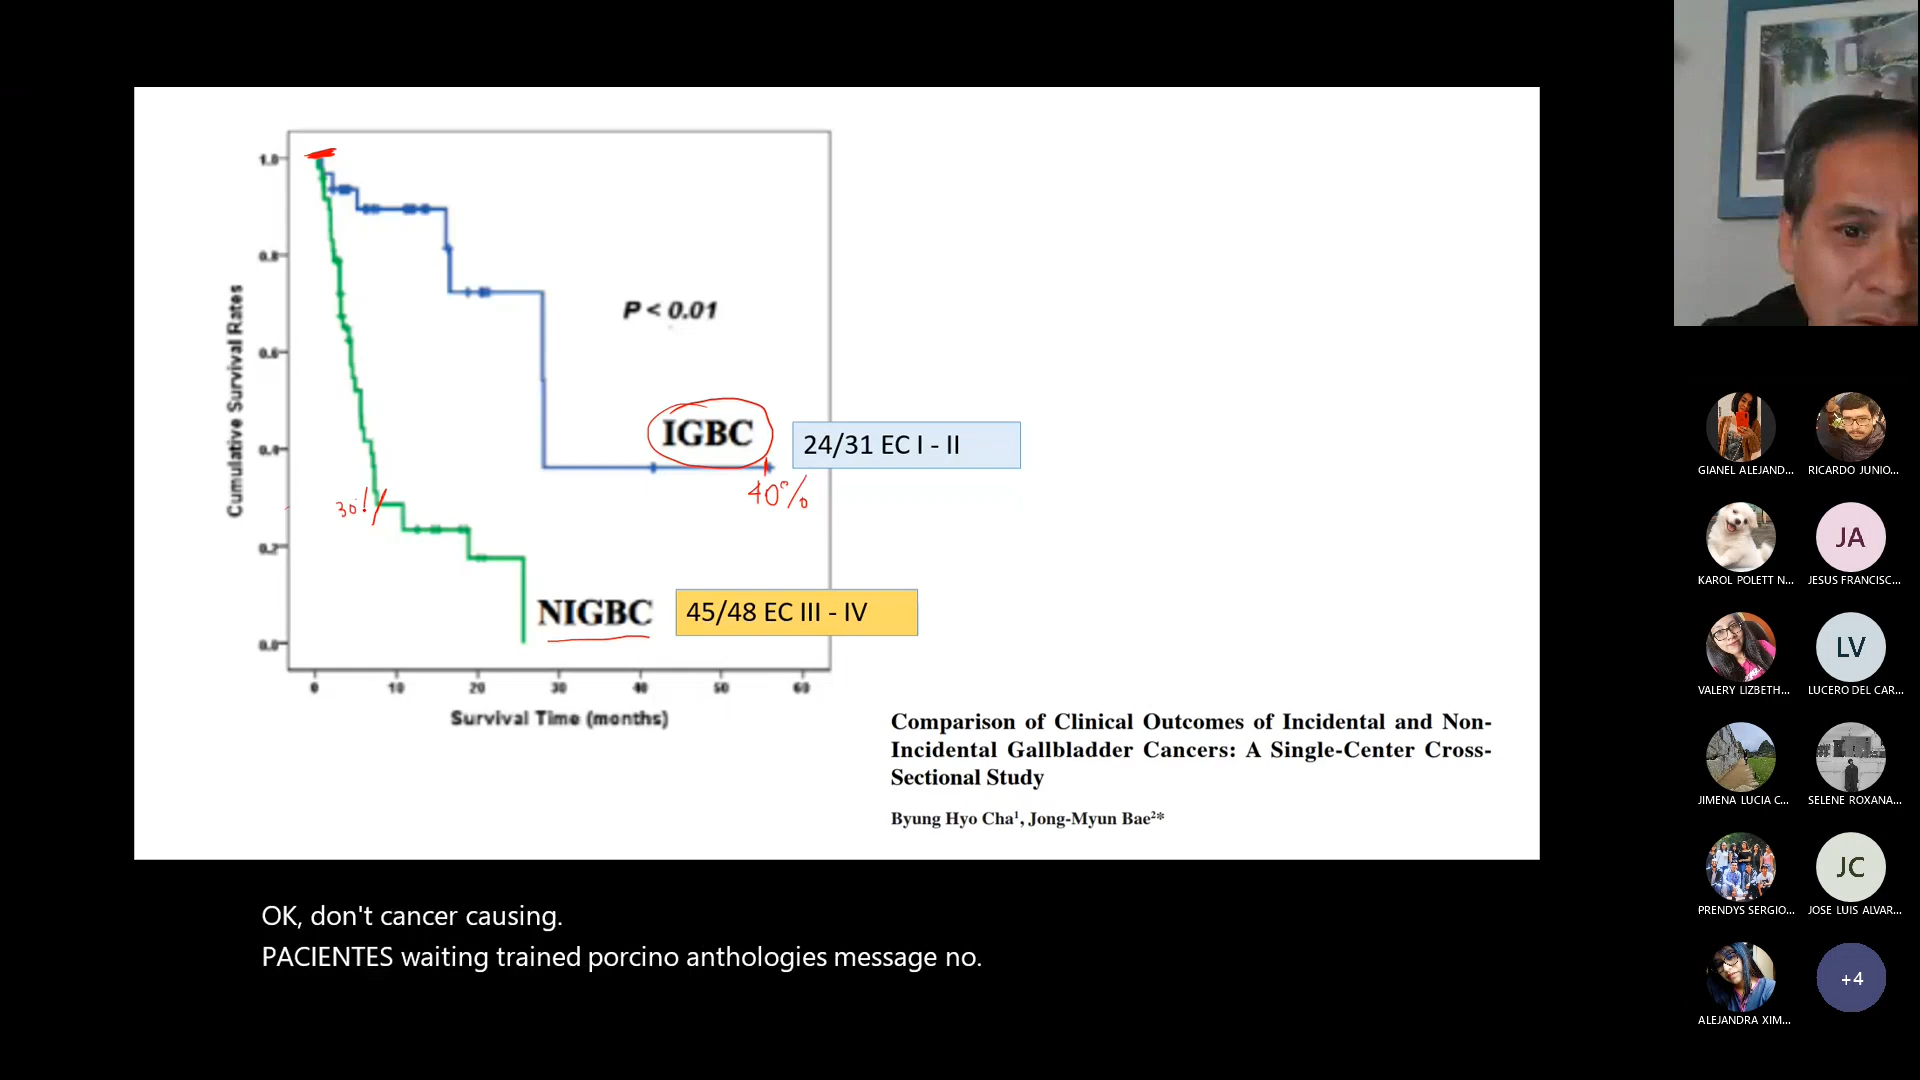 1.0
0.8
0.6
0.4
0.2
0.0
Cumulative Survival Rates
P < 0.01
IGBC
24/31 EC I - II
40%
30%
NIGBC
45/48 EC III - IV
0 10 20 30 40 50 60
Survival Time (months)
Comparison of Clinical Outcomes of Incidental and Non-
Incidental Gallbladder Cancers: A Single-Center Cross-
Sectional Study
Byung Hyo Cha¹, Jong-Myun Bae²*
OK, don't cancer causing.
PACIENTES waiting trained porcino anthologies message no.
GIANEL ALEJAND...
RICARDO JUNIO...
KAROL POLETT N...
JA
JESUS FRANCISC...
VALERY LIZBETH...
LV
LUCERO DEL CAR...
JIMENA LUCIA C...
SELENE ROXANA...
PRENDYS SERGIO...
JC
JOSE LUIS ALVAR...
ALEJANDRA XIM...
+4